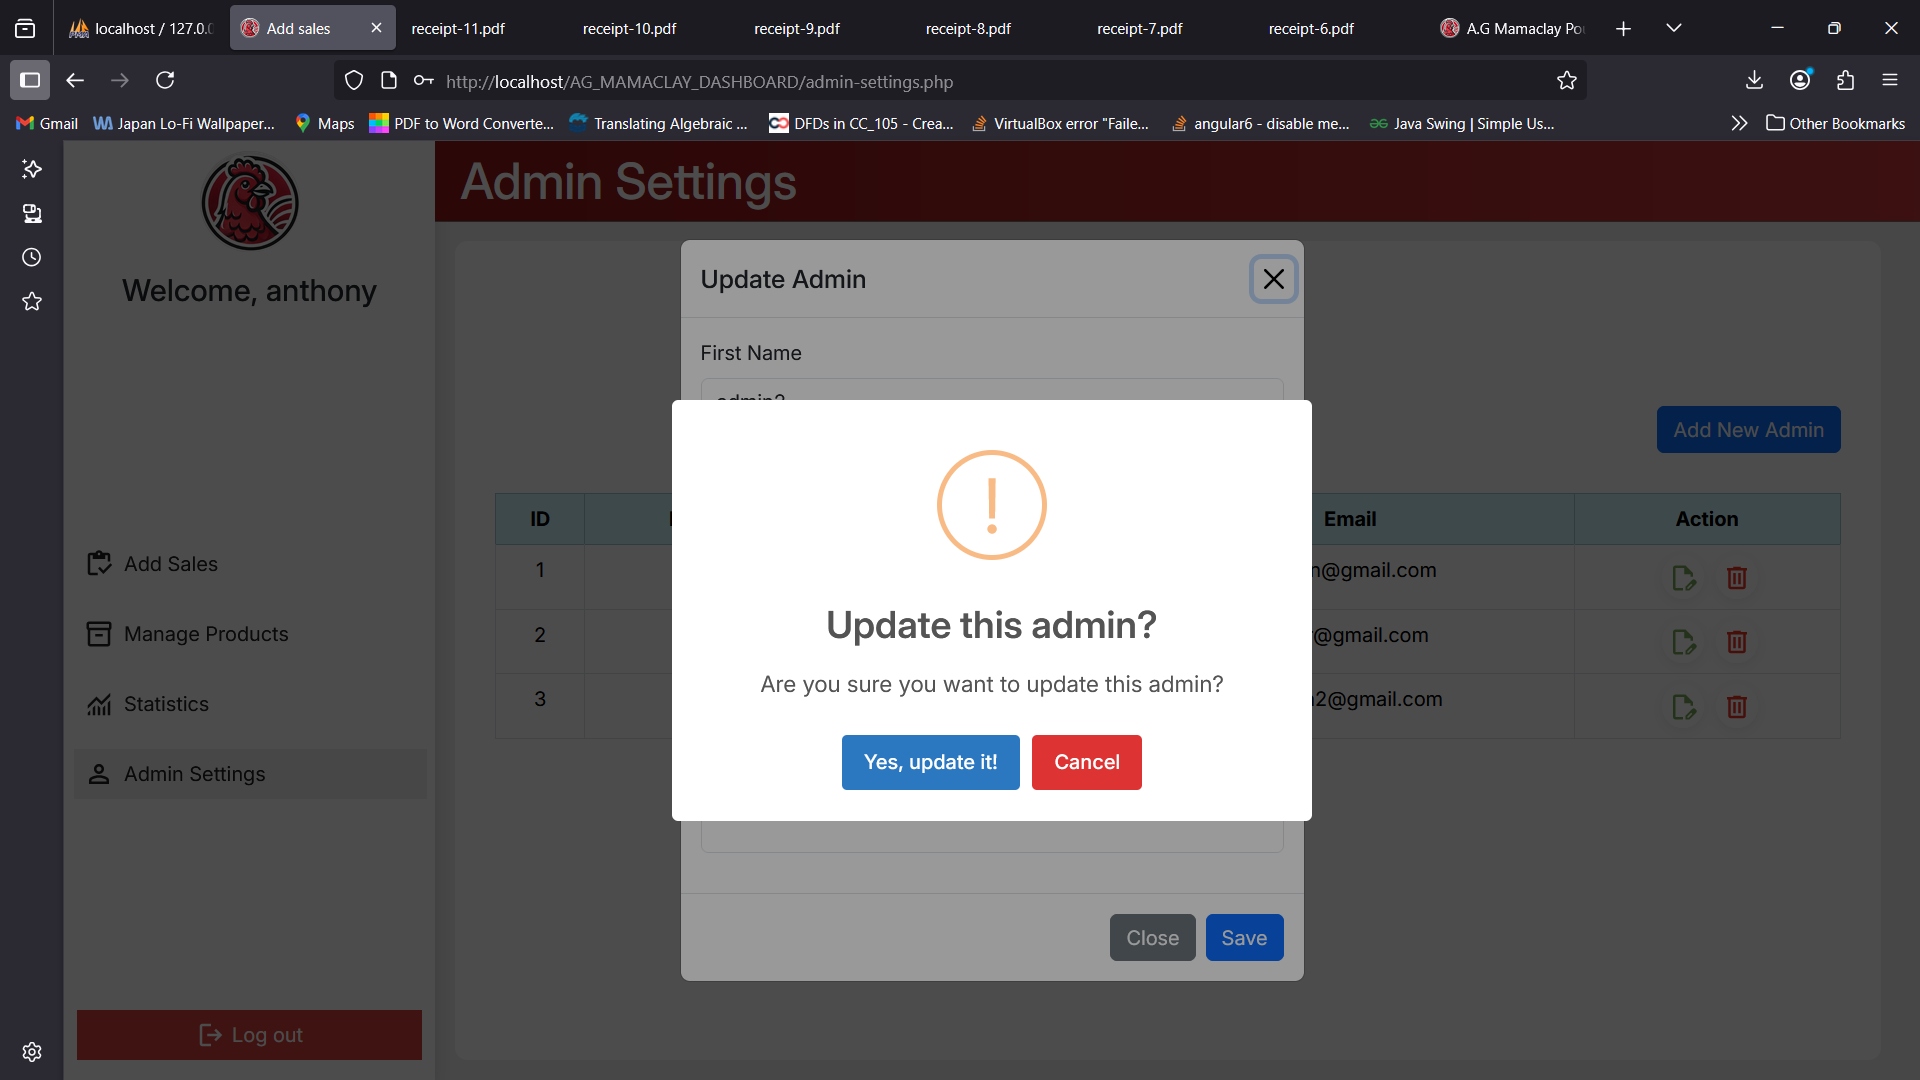 localhost / 127.0.0
Add sales
receipt-11.pdf
receipt-10.pdf
receipt-9.pdf
receipt-8.pdf
receipt-7.pdf
receipt-6.pdf
A.G Mamaclay Po
http://localhost/AG_MAMACLAY_DASHBOARD/admin-settings.php
Gmail
Japan Lo-Fi Wallpaper...
Maps
PDF to Word Converte...
Translating Algebraic ...
DFDs in CC_105 - Crea...
VirtualBox error "Faile...
angular6 - disable me...
Java Swing | Simple Us...
Other Bookmarks
Welcome, anthony
Add Sales
Manage Products
Statistics
Admin Settings
Log out
Admin Settings
Add New Admin
ID
Email
Action
1
n@gmail.com
2
@gmail.com
3
2@gmail.com
Update Admin
First Name
admin2
Update this admin?
Are you sure you want to update this admin?
Yes, update it!
Cancel
Close
Save